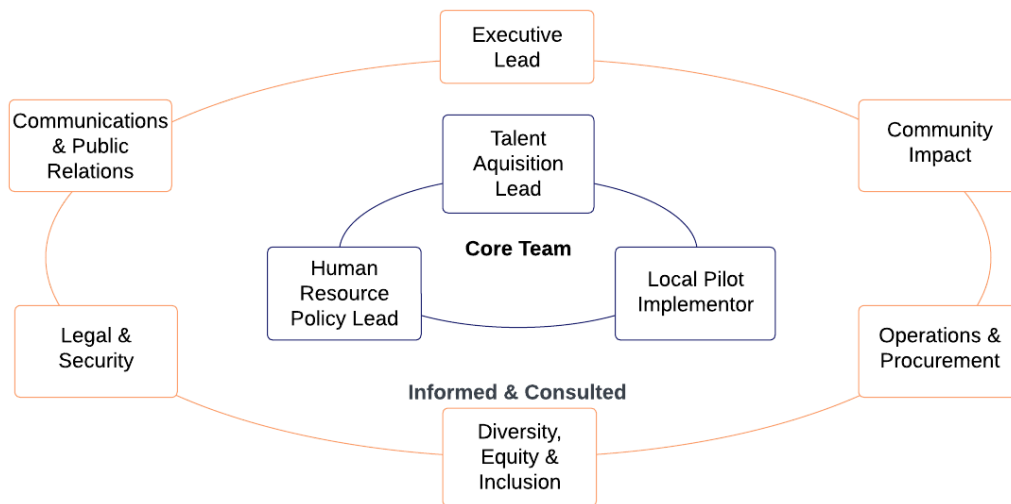 Executive
Lead
Communications
& Public
Relations
Community
Impact
Talent
Aquisition
Lead
Core Team
Human
Resource
Policy Lead
Local Pilot
Implementor
Legal &
Security
Operations &
Procurement
Informed & Consulted
Diversity,
Equity &
Inclusion